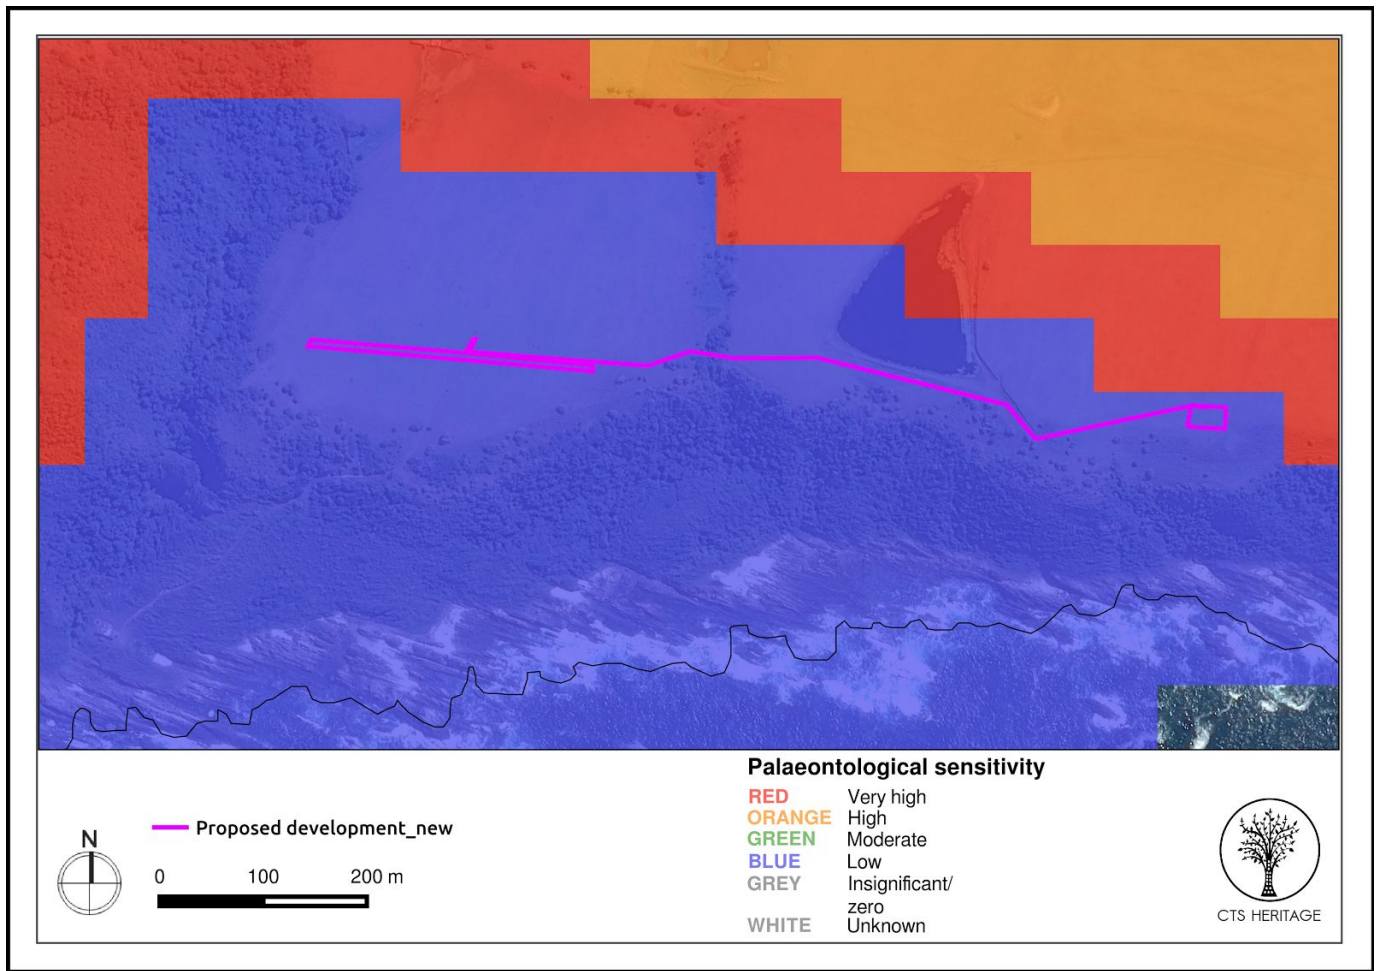 Palaeontological sensitivity
RED Very high
ORANGE High
GREEN Moderate
BLUE Low
GREY Insignificant/
zero
WHITE Unknown
Proposed development_new
N
0 100 200 m
CTS HERITAGE